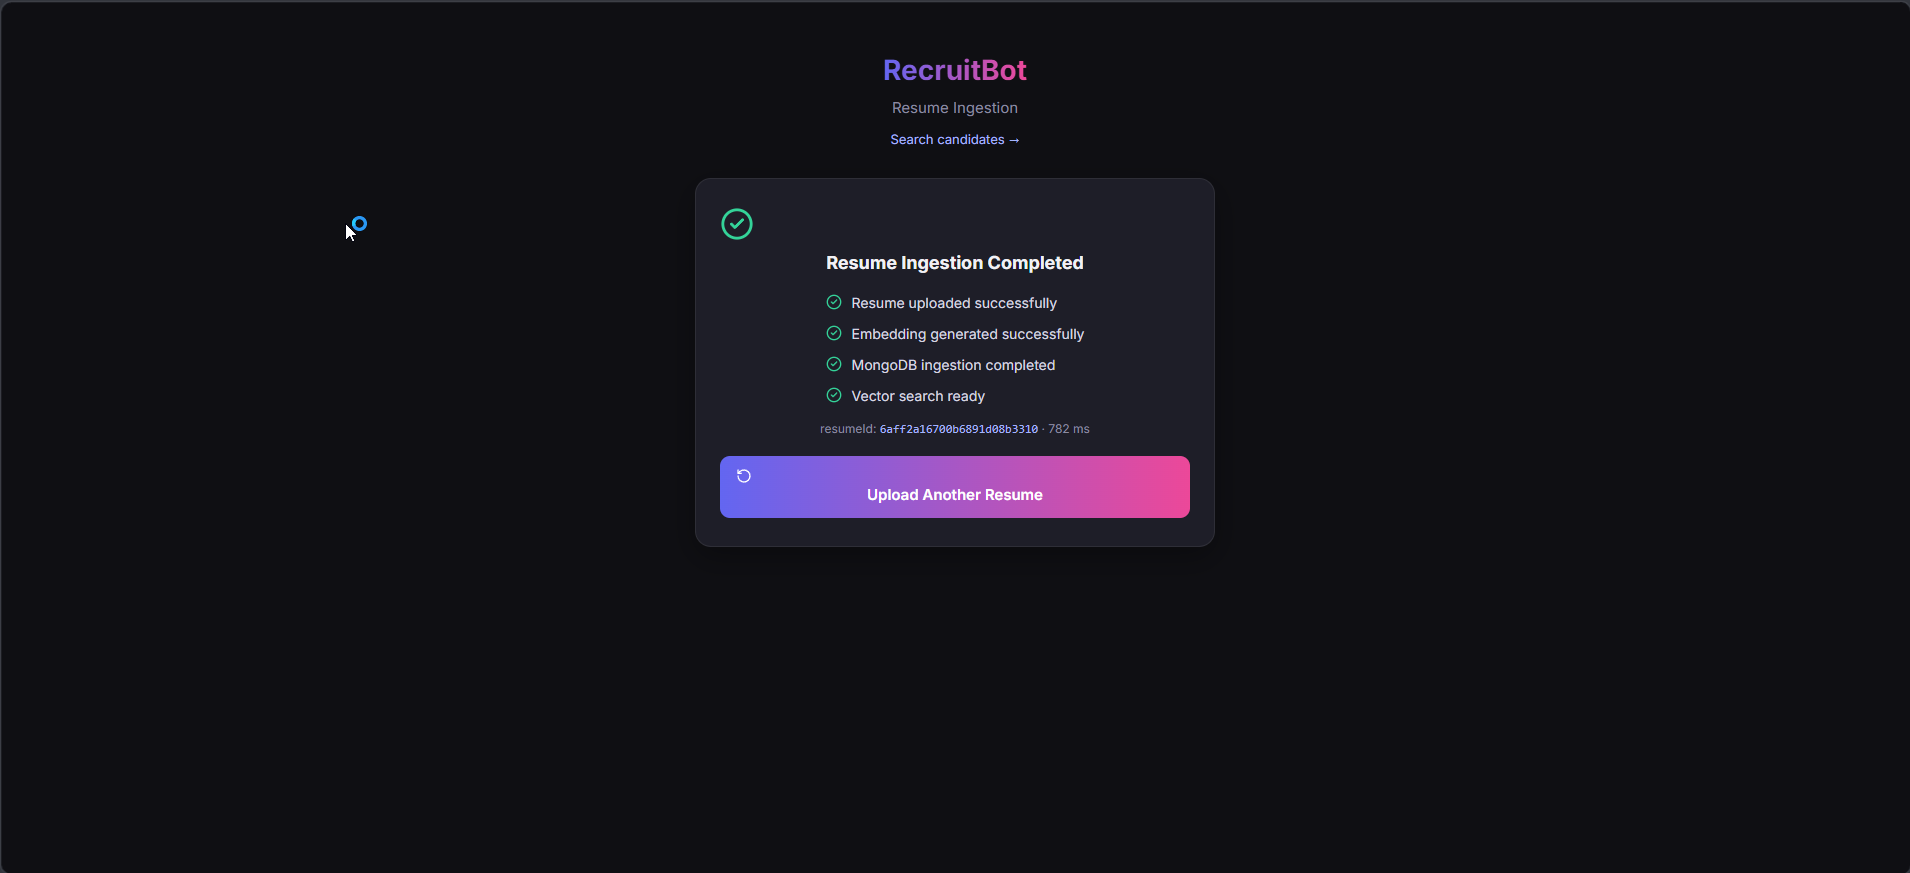 RecruitBot
Resume Ingestion
Search candidates →
Resume Ingestion Completed
Resume uploaded successfully
Embedding generated successfully
MongoDB ingestion completed
Vector search ready
resumeId: 6aff2a16700b6891d08b3310 · 782 ms
Upload Another Resume